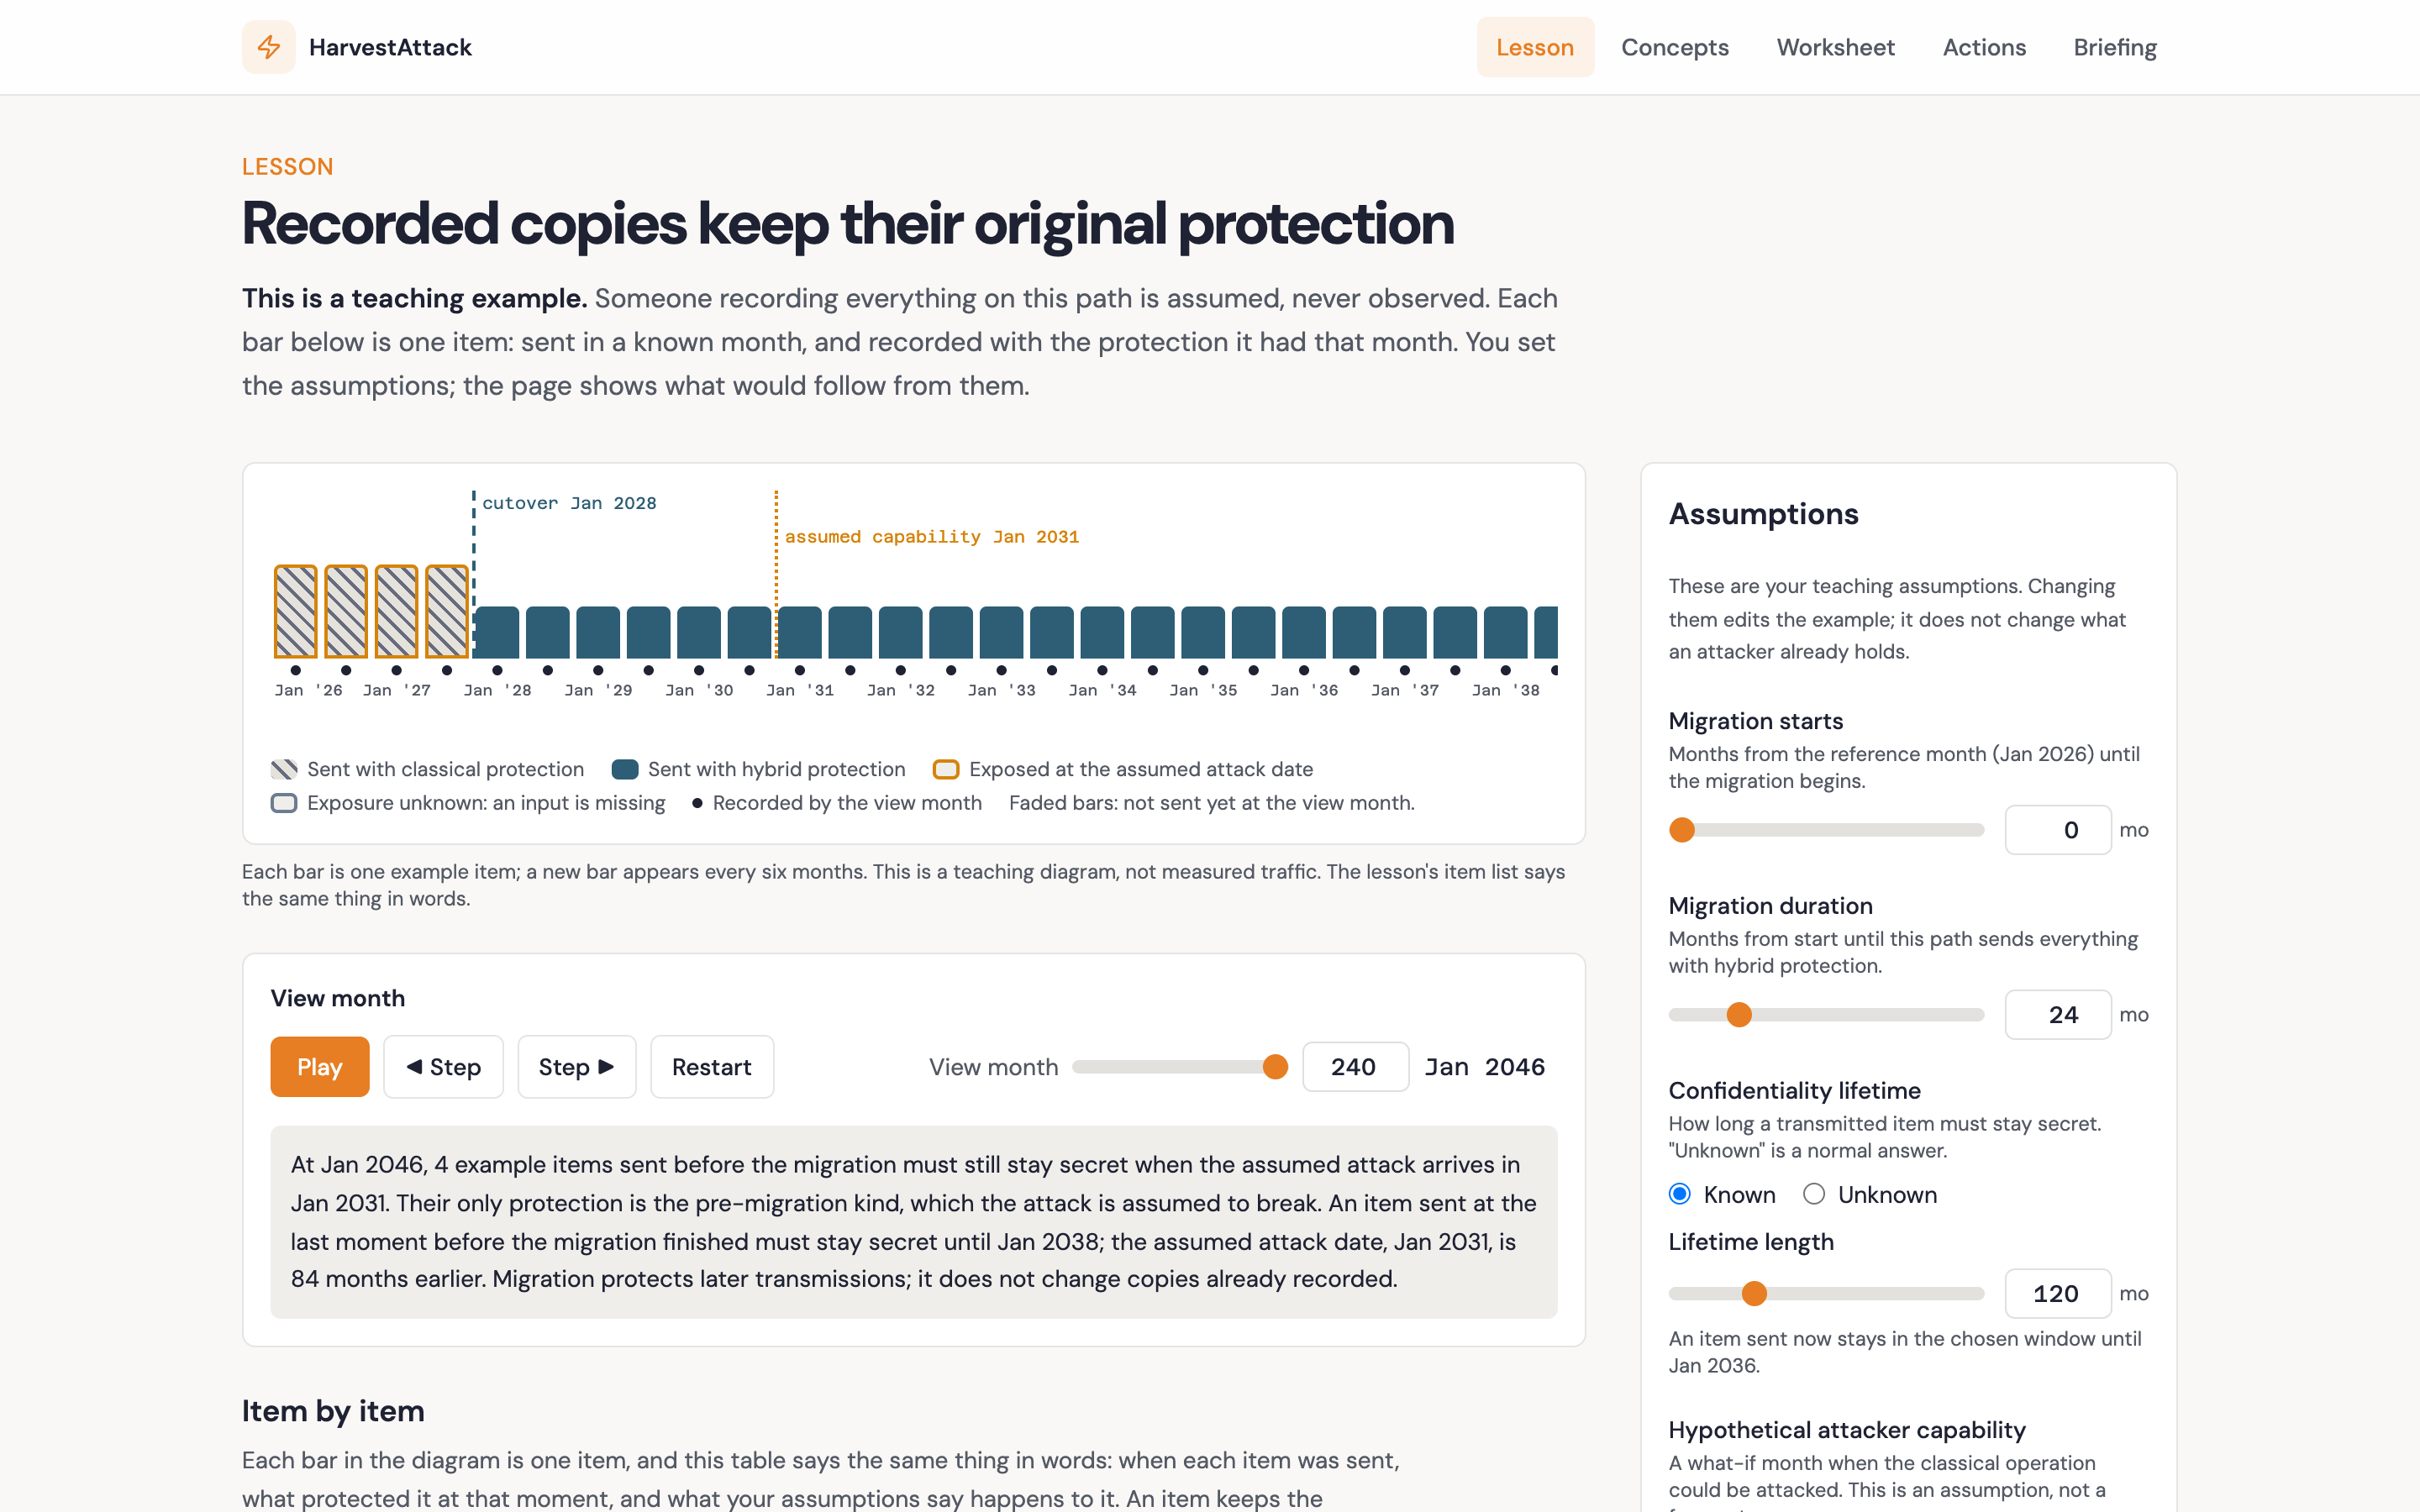 HarvestAttack
Lesson
Concepts
Worksheet
Actions
Briefing
LESSON
Recorded copies keep their original protection
This is a teaching example. Someone recording everything on this path is assumed, never observed. Each
bar below is one item: sent in a known month, and recorded with the protection it had that month. You set
the assumptions; the page shows what would follow from them.
cutover Jan 2028
assumed capability Jan 2031
Jan '26 Jan '27 Jan '28 Jan '29 Jan '30 Jan '31 Jan '32 Jan '33 Jan '34 Jan '35 Jan '36 Jan '37 Jan '38
Sent with classical protection
Sent with hybrid protection
Exposed at the assumed attack date
Exposure unknown: an input is missing
Recorded by the view month
Faded bars: not sent yet at the view month.
Each bar is one example item; a new bar appears every six months. This is a teaching diagram, not measured traffic. The lesson's item list says
the same thing in words.
View month
Play
◀ Step
Step ▶
Restart
View month
240
Jan 2046
At Jan 2046, 4 example items sent before the migration must still stay secret when the assumed attack arrives in
Jan 2031. Their only protection is the pre-migration kind, which the attack is assumed to break. An item sent at the
last moment before the migration finished must stay secret until Jan 2038; the assumed attack date, Jan 2031, is
84 months earlier. Migration protects later transmissions; it does not change copies already recorded.
Item by item
Each bar in the diagram is one item, and this table says the same thing in words: when each item was sent,
what protected it at that moment, and what your assumptions say happens to it. An item keeps the
Assumptions
These are your teaching assumptions. Changing
them edits the example; it does not change what
an attacker already holds.
Migration starts
Months from the reference month (Jan 2026) until
the migration begins.
0 mo
Migration duration
Months from start until this path sends everything
with hybrid protection.
24 mo
Confidentiality lifetime
How long a transmitted item must stay secret.
"Unknown" is a normal answer.
Known
Unknown
Lifetime length
120 mo
An item sent now stays in the chosen window until
Jan 2036.
Hypothetical attacker capability
A what-if month when the classical operation
could be attacked. This is an assumption, not a